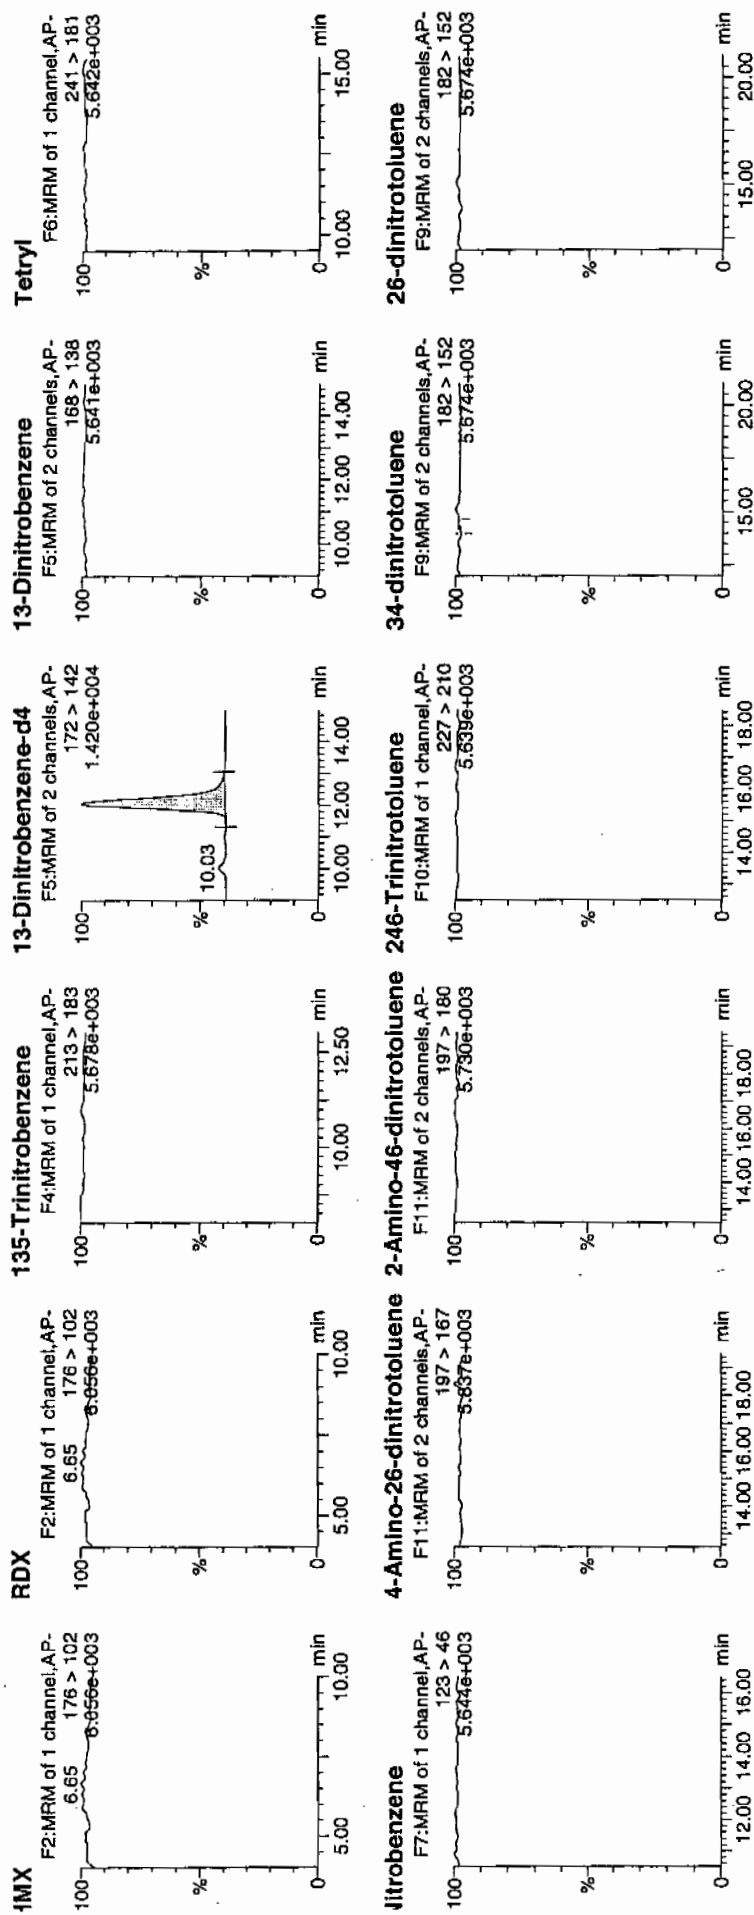 HMX
F2:MRM of 1 channel,AP-
176 > 102
6.056e+003
100
6.65
%
0
5.00 10.00 min
RDX
F2:MRM of 1 channel,AP-
176 > 102
6.056e+003
100
6.65
%
0
5.00 10.00 min
135-Trinitrobenzene
F4:MRM of 1 channel,AP-
213 > 183
5.678e+003
100
%
0
10.00 12.50 min
13-Dinitrobenzene-d4
F5:MRM of 2 channels,AP-
172 > 142
1.420e+004
100
10.03
%
0
10.00 12.00 14.00 min
13-Dinitrobenzene
F5:MRM of 2 channels,AP-
168 > 138
5.641e+003
100
%
0
10.00 12.00 14.00 min
Tetryl
F6:MRM of 1 channel,AP-
241 > 181
5.642e+003
100
%
0
10.00 15.00 min
Nitrobenzene
F7:MRM of 1 channel,AP-
123 > 46
5.644e+003
100
%
0
12.00 14.00 16.00 min
4-Amino-26-dinitrotoluene
F11:MRM of 2 channels,AP-
197 > 167
5.837e+003
100
%
0
14.00 16.00 18.00 min
2-Amino-46-dinitrotoluene
F11:MRM of 2 channels,AP-
197 > 180
5.730e+003
100
%
0
14.00 16.00 18.00 min
246-Trinitrotoluene
F10:MRM of 1 channel,AP-
227 > 210
5.639e+003
100
%
0
14.00 16.00 18.00 min
34-dinitrotoluene
F9:MRM of 2 channels,AP-
182 > 152
5.674e+003
100
%
0
15.00 20.00 min
26-dinitrotoluene
F9:MRM of 2 channels,AP-
182 > 152
5.674e+003
100
%
0
15.00 20.00 min